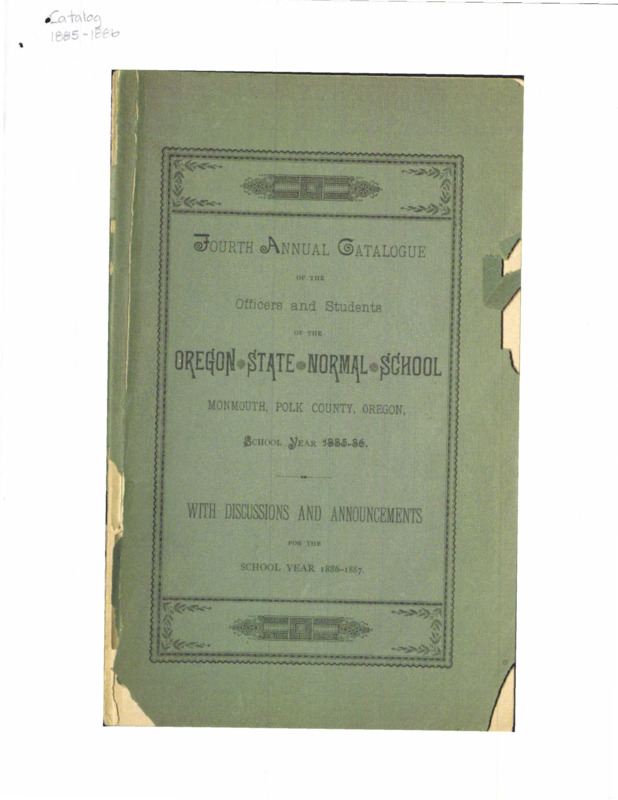 Catalog
1885-1886
Fourth Annual Catalogue
OF THE
Officers and Students
OF THE
OREGON STATE NORMAL SCHOOL
MONMOUTH, POLK COUNTY, OREGON,
School Year 1885-86.
WITH DISCUSSIONS AND ANNOUNCEMENTS
FOR THE
SCHOOL YEAR 1886-1887.